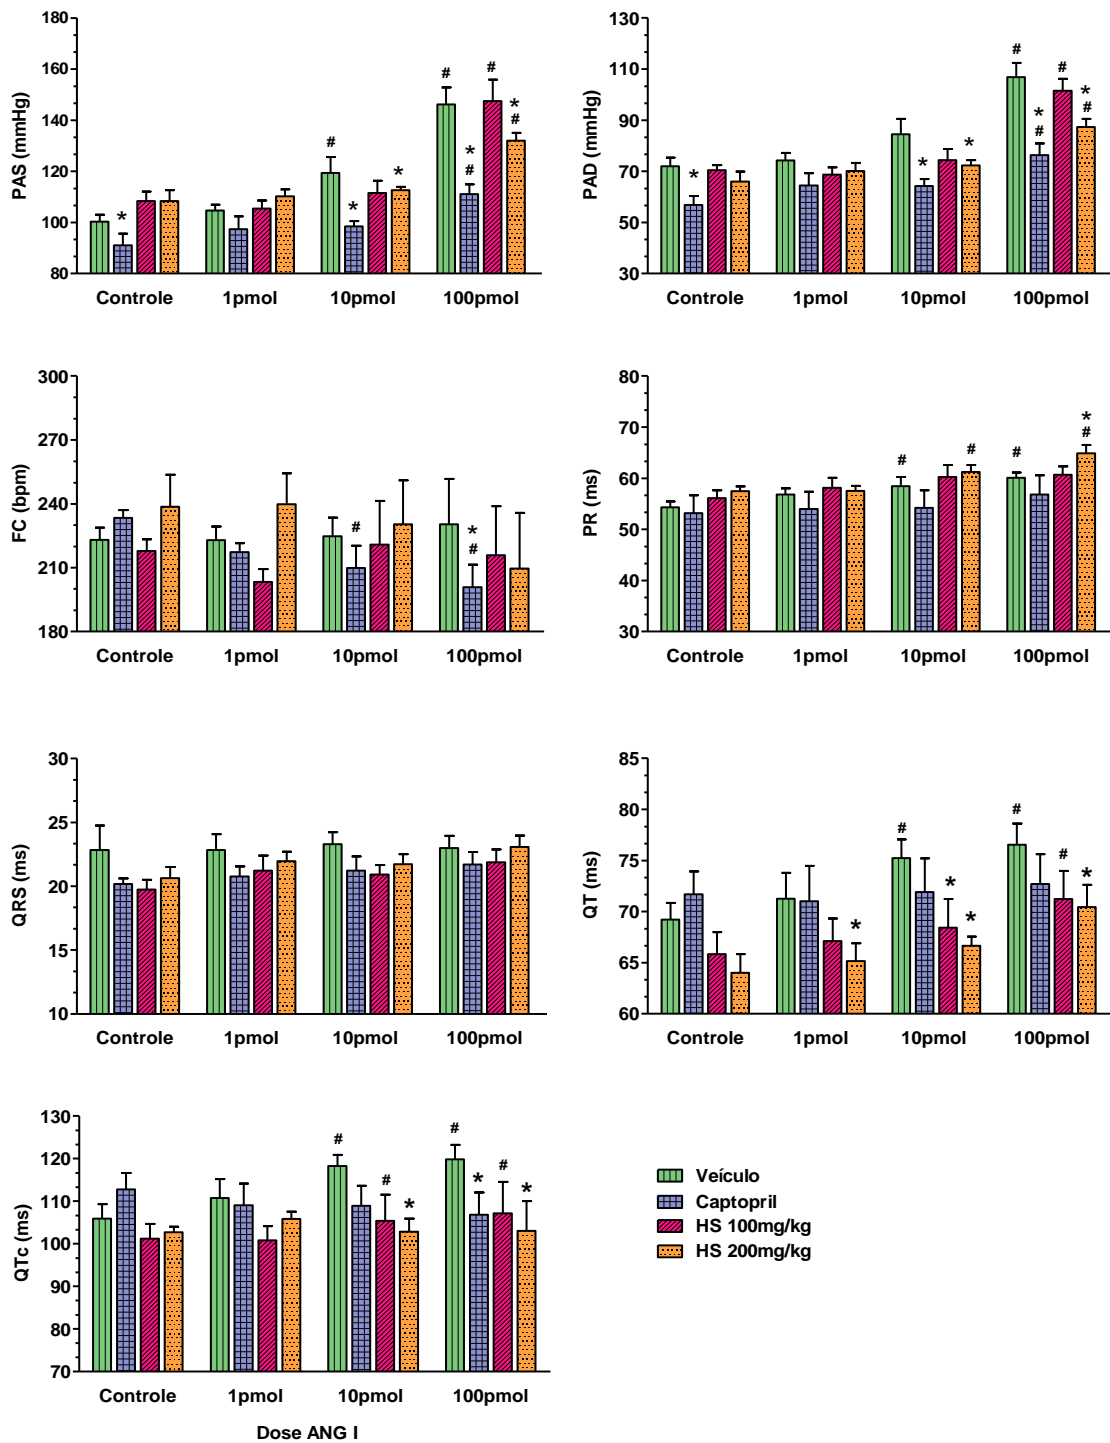 PAS (mmHg)
180
160
140
120
100
80
# #
*
#
# *
# * *
* *
Controle 1pmol 10pmol 100pmol
PAD (mmHg)
130
110
90
70
50
30
#
#
*
#
*
#
* * *
Controle 1pmol 10pmol 100pmol
FC (bpm)
300
270
240
210
180
# *
#
Controle 1pmol 10pmol 100pmol
PR (ms)
80
70
60
50
40
30
*
#
# # #
Controle 1pmol 10pmol 100pmol
QRS (ms)
30
25
20
15
10
Controle 1pmol 10pmol 100pmol
QT (ms)
85
80
75
70
65
60
#
#
* # *
* *
Controle 1pmol 10pmol 100pmol
QTc (ms)
130
120
110
100
90
80
70
# #
# * * # *
Controle 1pmol 10pmol 100pmol
Dose ANG I
Veículo
Captopril
HS 100mg/kg
HS 200mg/kg